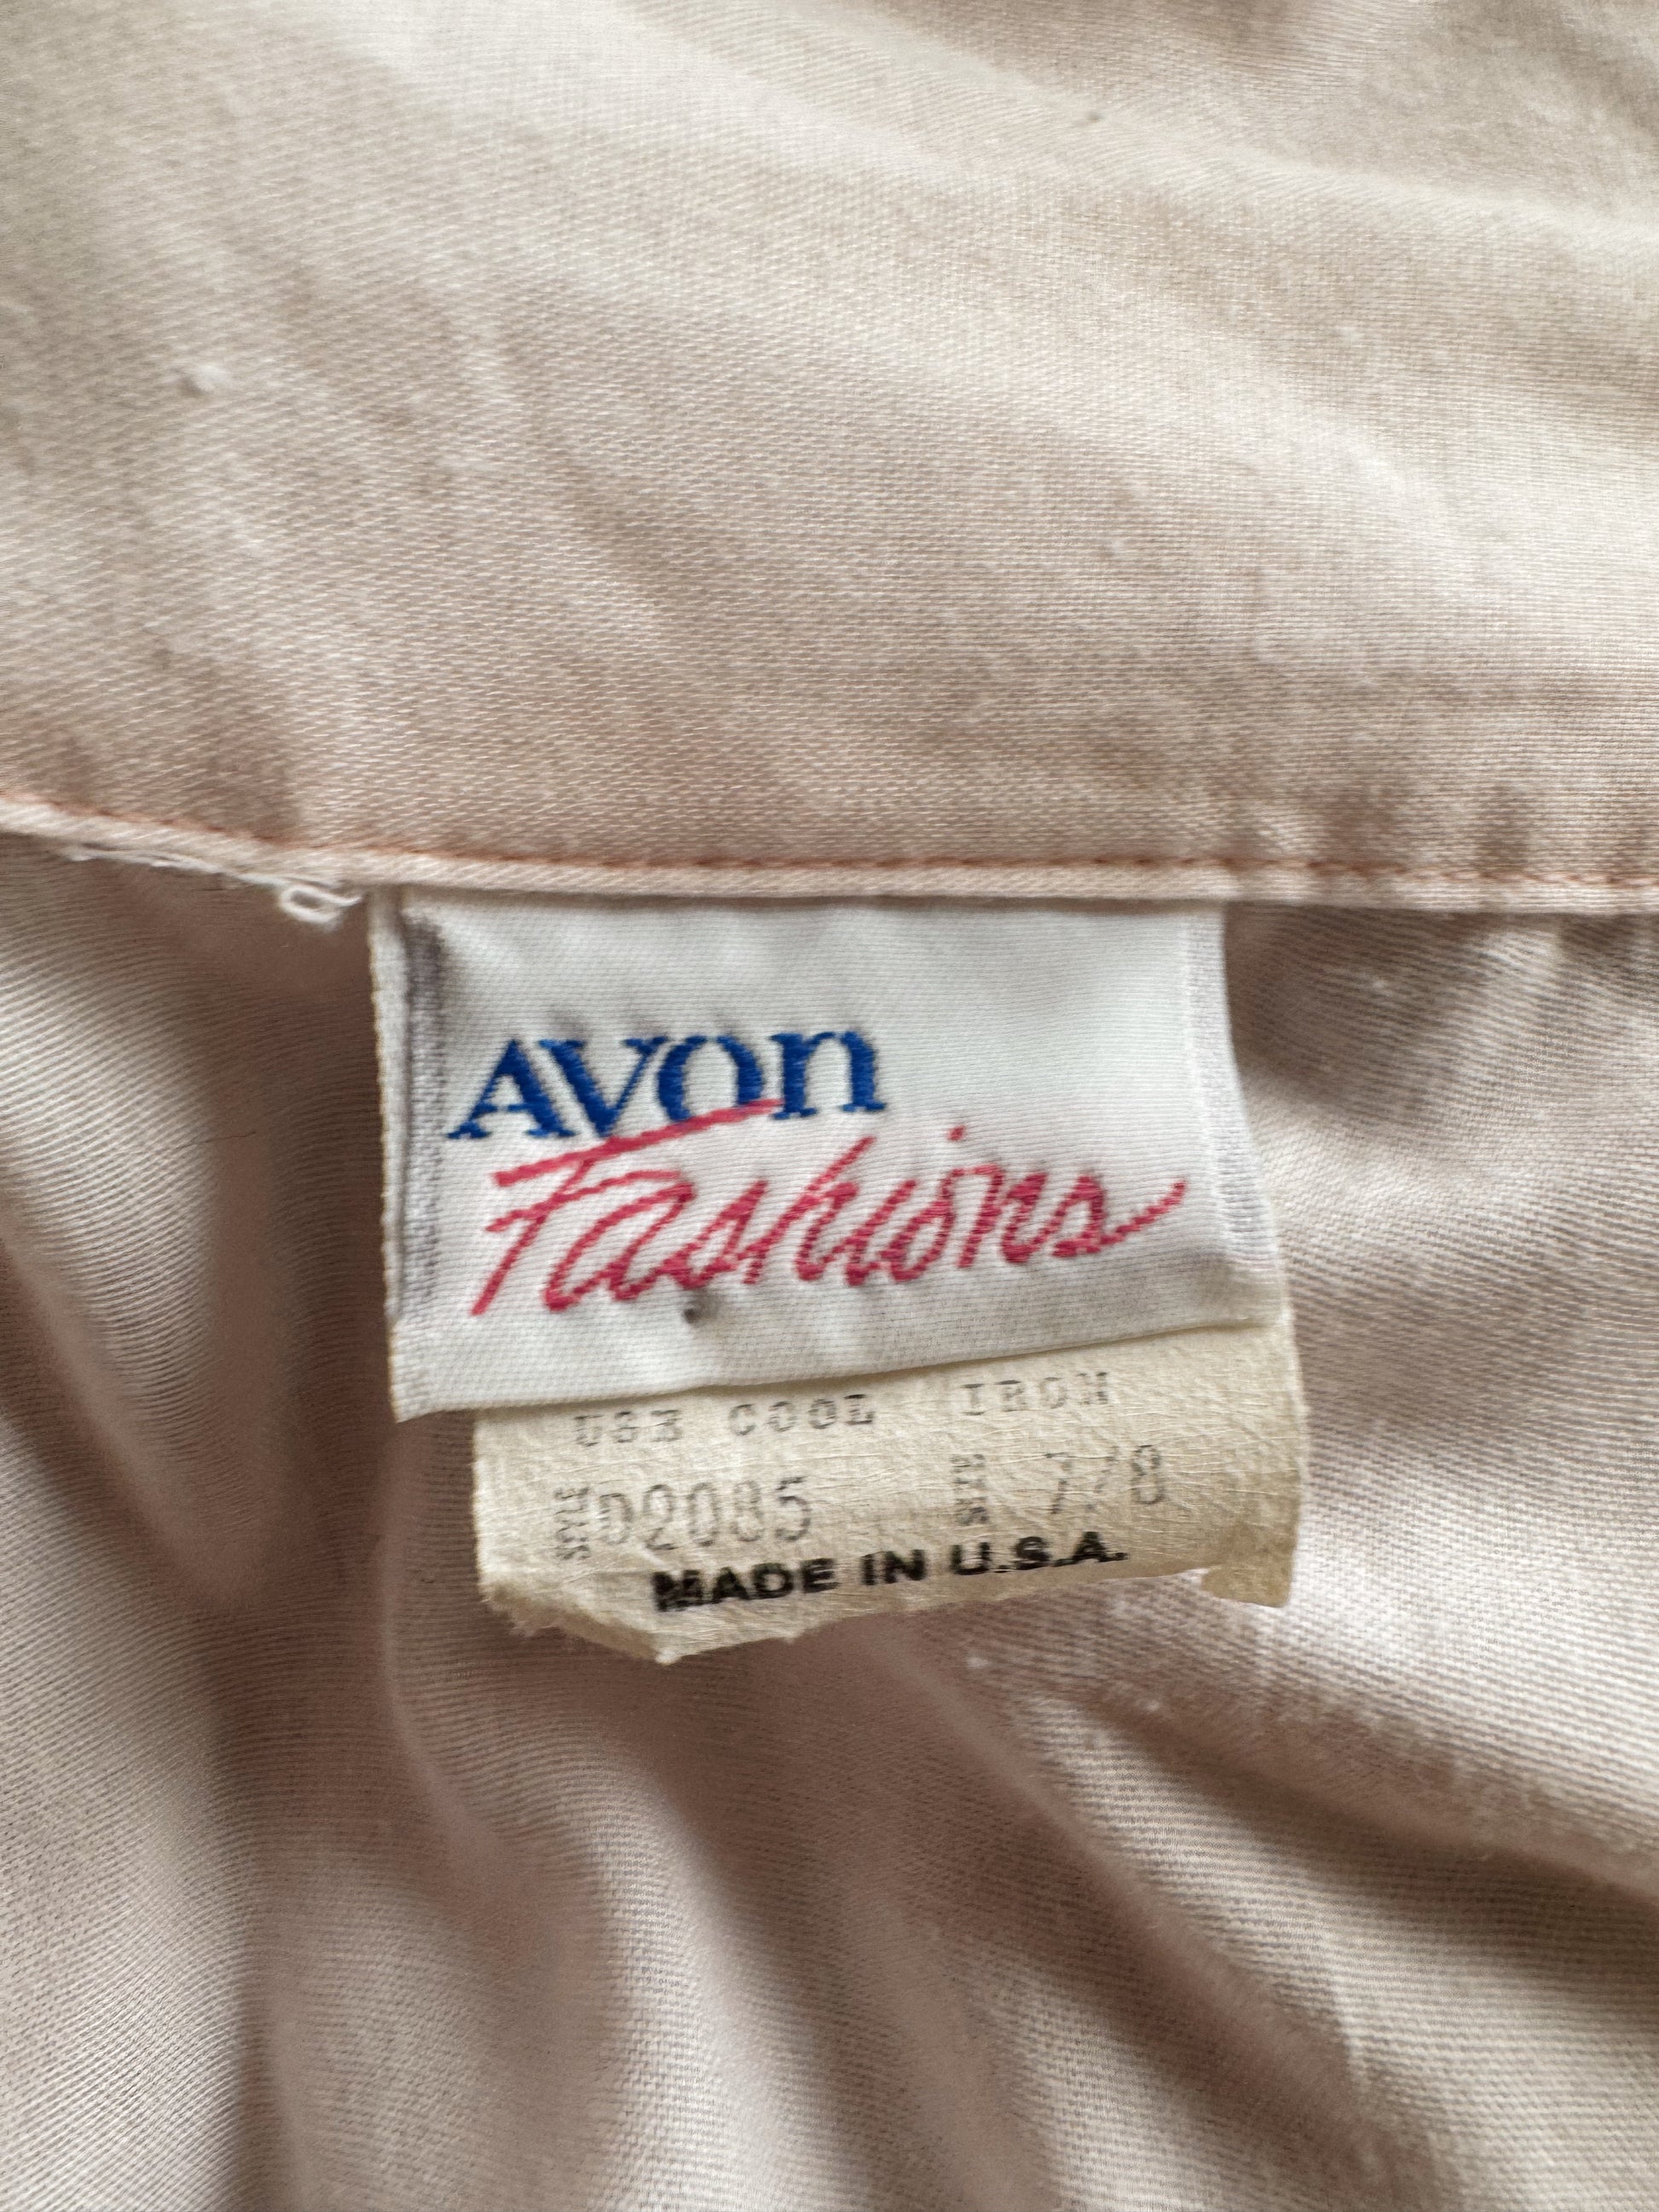 AVON
Fashions
USE COOL IRON
STYLE D2085 SIZE 7/8
MADE IN U.S.A.